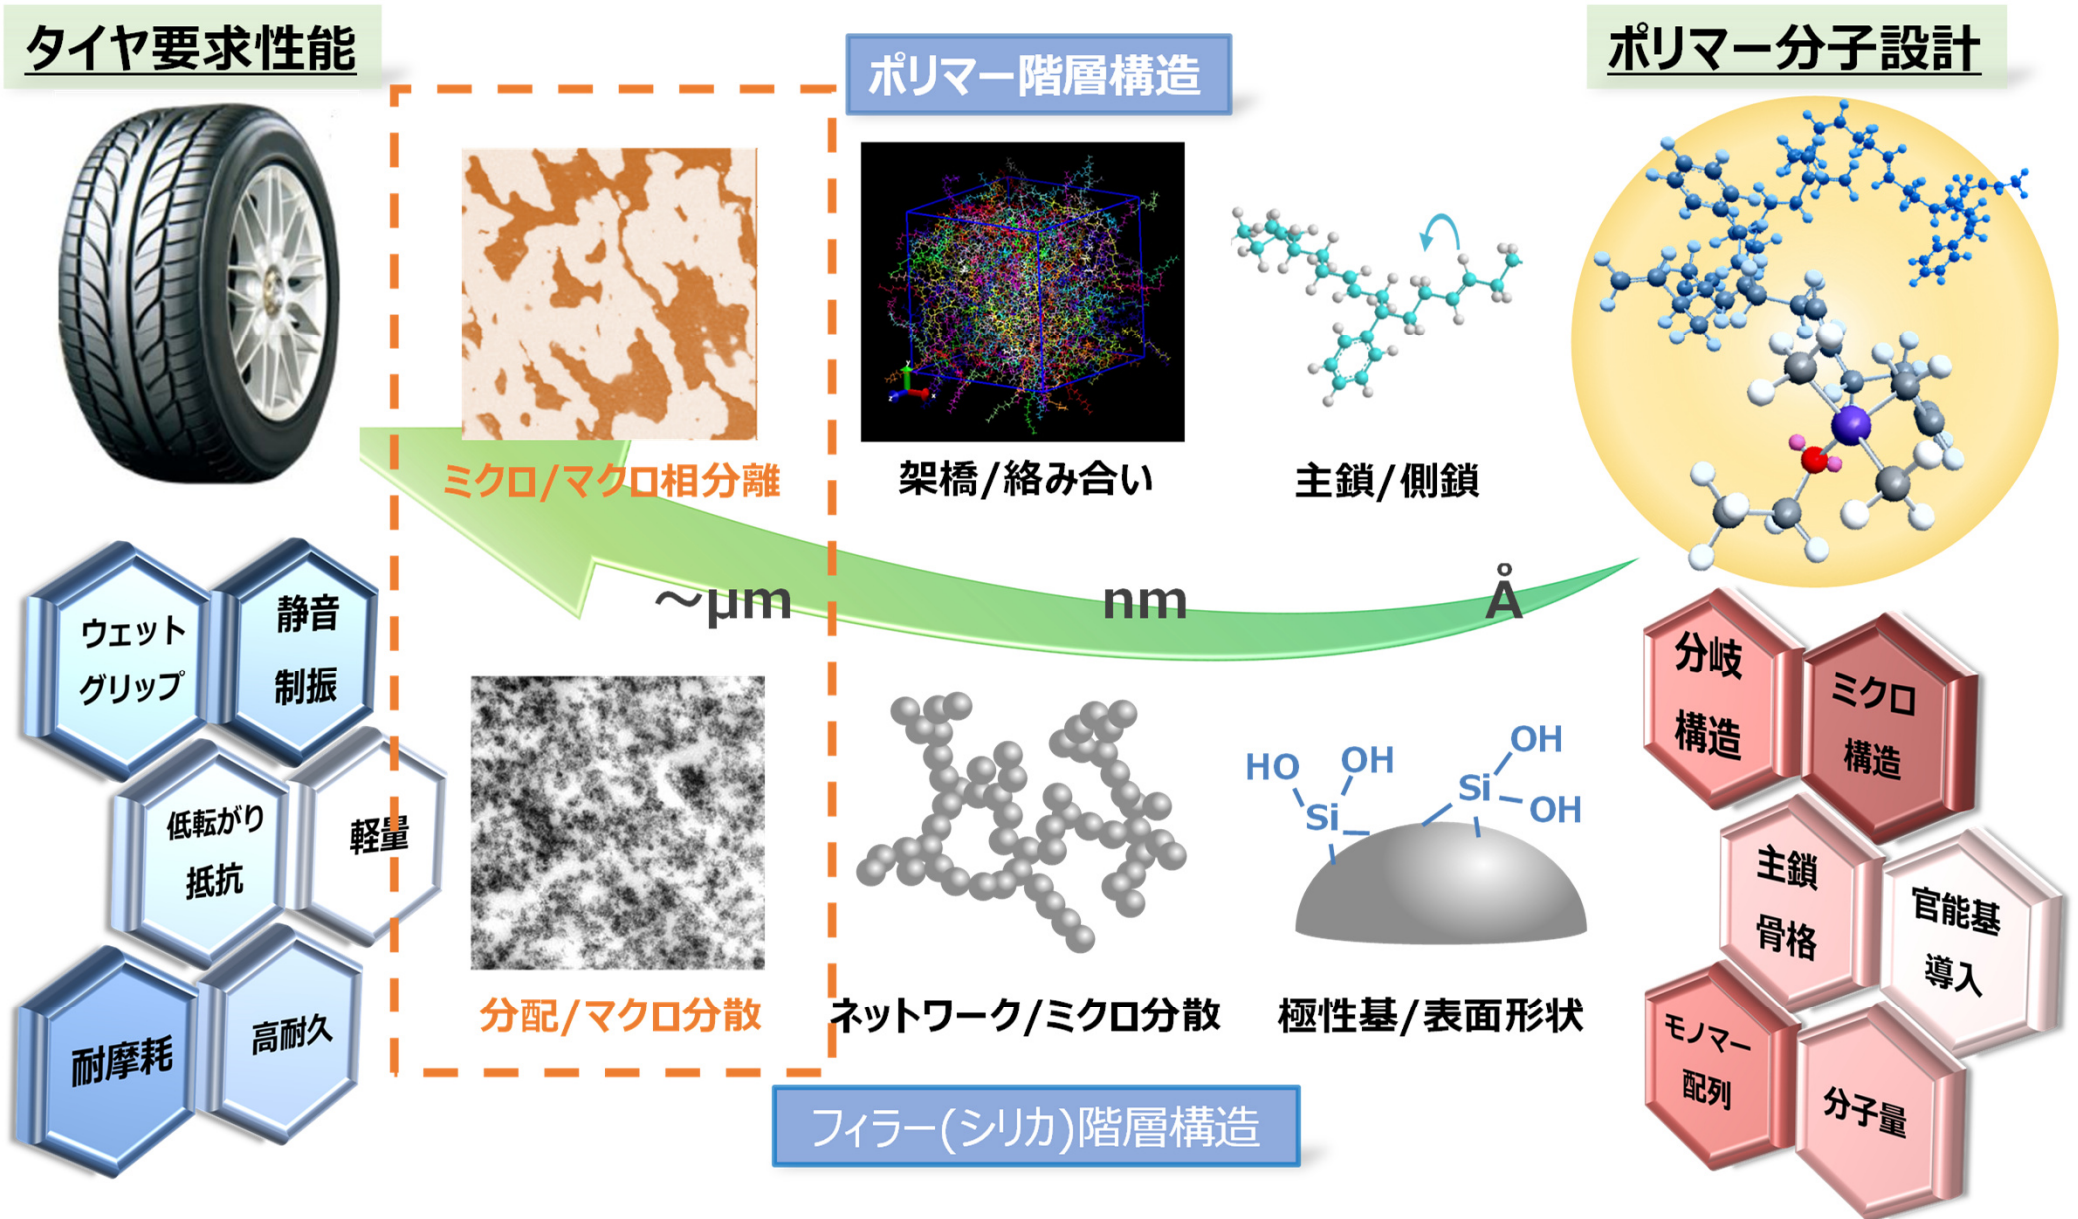 タイヤ要求性能
ポリマー階層構造
ポリマー分子設計
ミクロ/マクロ相分離
架橋/絡み合い
主鎖/側鎖
～μm
nm
Å
ウェット
グリップ
静音
制振
低転がり
抵抗
軽量
耐摩耗
高耐久
HO
OH
Si
OH
Si
OH
分配/マクロ分散
ネットワーク/ミクロ分散
極性基/表面形状
フィラー(シリカ)階層構造
分岐
構造
ミクロ
構造
主鎖
骨格
官能基
導入
モノマー
配列
分子量
y
z
x